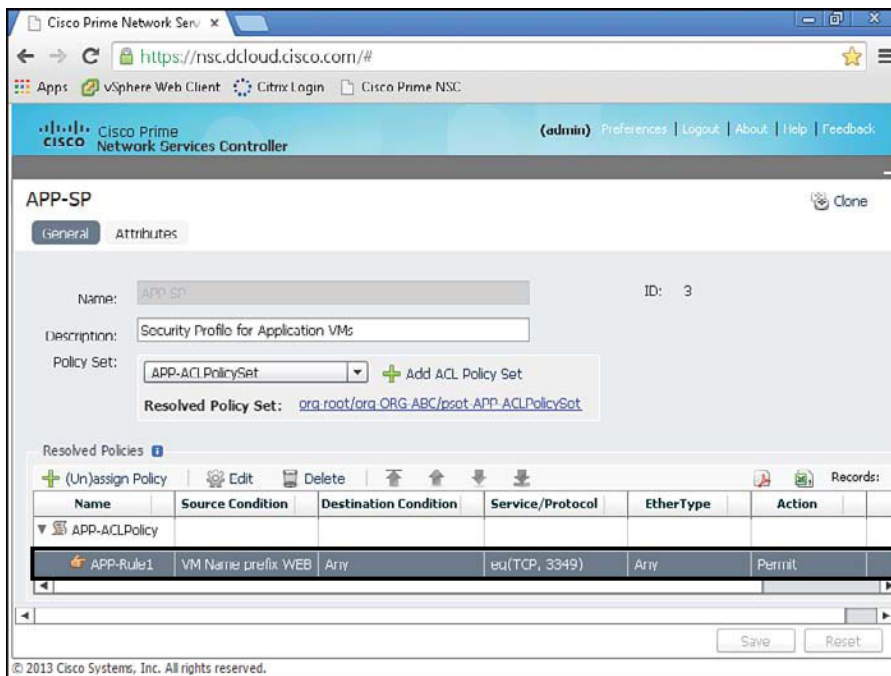 Cisco Prime Network Serv
https://nsc.dcloud.cisco.com/#
Apps vSphere Web Client Citrix Login Cisco Prime NSC
CISCO Cisco Prime Network Services Controller
(admin) Preferences | Logout | About | Help | Feedback
APP-SP
Clone
General Attributes
Name: APP-SP ID: 3
Description: Security Profile for Application VMs
Policy Set: APP-ACLPolicySet Add ACL Policy Set
Resolved Policy Set: org-root/org-ORG-ABC/pset-APP-ACLPolicySet
Resolved Policies
(Un)assign Policy Edit Delete Records:
Name Source Condition Destination Condition Service/Protocol EtherType Action
APP-ACLPolicy
APP-Rule1 VM Name prefix WEB Any eq(TCP, 3349) Any Permit
Save Reset
© 2013 Cisco Systems, Inc. All rights reserved.